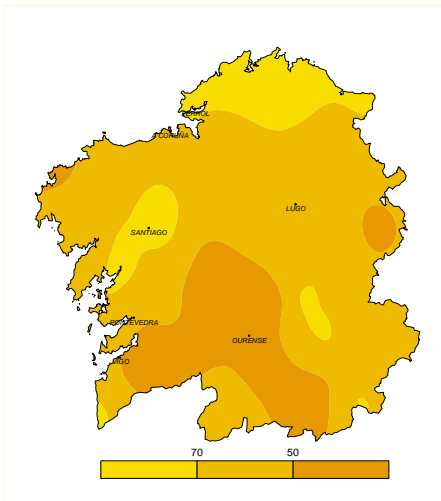 FERROL
A CORUÑA
LUGO
SANTIAGO
PONTEVEDRA
OURENSE
VIGO
70 50